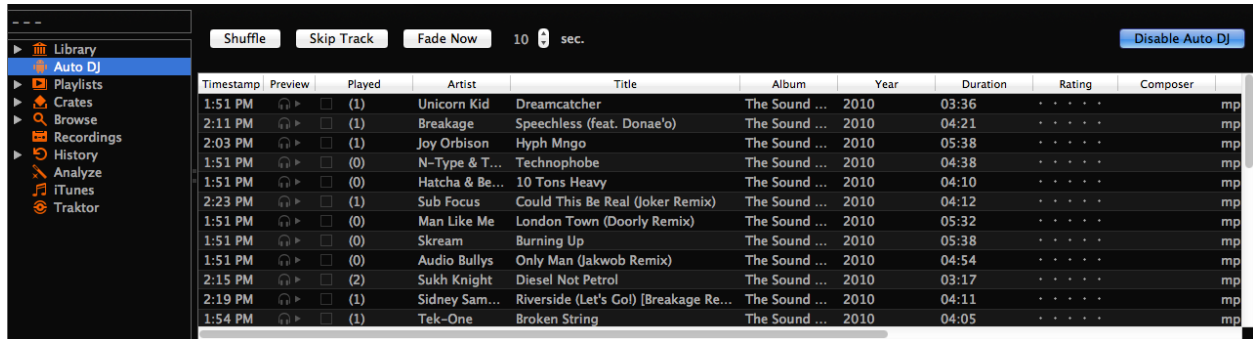 - - -
Shuffle Skip Track Fade Now 10 sec. Disable Auto DJ
Library
Auto DJ
Playlists
Crates
Browse
Recordings
History
Analyze
iTunes
Traktor
Timestamp Preview Played Artist Title Album Year Duration Rating Composer
1:51 PM (1) Unicorn Kid Dreamcatcher The Sound ... 2010 03:36 mp
2:11 PM (1) Breakage Speechless (feat. Donae'o) The Sound ... 2010 04:21 mp
2:03 PM (1) Joy Orbison Hyph Mngo The Sound ... 2010 05:38 mp
1:51 PM (0) N-Type & T... Technophobe The Sound ... 2010 04:38 mp
1:51 PM (0) Hatcha & Be... 10 Tons Heavy The Sound ... 2010 04:10 mp
2:23 PM (1) Sub Focus Could This Be Real (Joker Remix) The Sound ... 2010 04:12 mp
1:51 PM (0) Man Like Me London Town (Doorly Remix) The Sound ... 2010 05:32 mp
1:51 PM (0) Skream Burning Up The Sound ... 2010 05:38 mp
1:51 PM (0) Audio Bullys Only Man (Jakwob Remix) The Sound ... 2010 04:54 mp
2:15 PM (2) Sukh Knight Diesel Not Petrol The Sound ... 2010 03:17 mp
2:19 PM (1) Sidney Sam... Riverside (Let's Go!) [Breakage Re... The Sound ... 2010 04:11 mp
1:54 PM (1) Tek-One Broken String The Sound ... 2010 04:05 mp